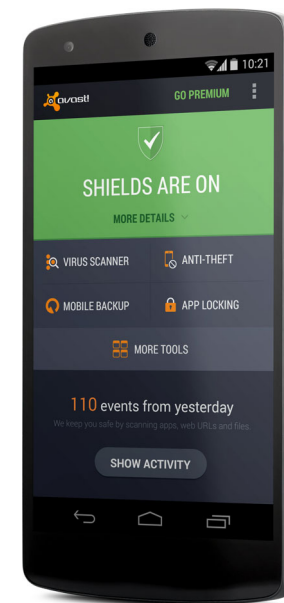 10:21
avast!
GO PREMIUM
SHIELDS ARE ON
MORE DETAILS
VIRUS SCANNER
ANTI-THEFT
MOBILE BACKUP
APP LOCKING
MORE TOOLS
110 events from yesterday
We keep you safe by scanning apps, web URLs and files.
SHOW ACTIVITY